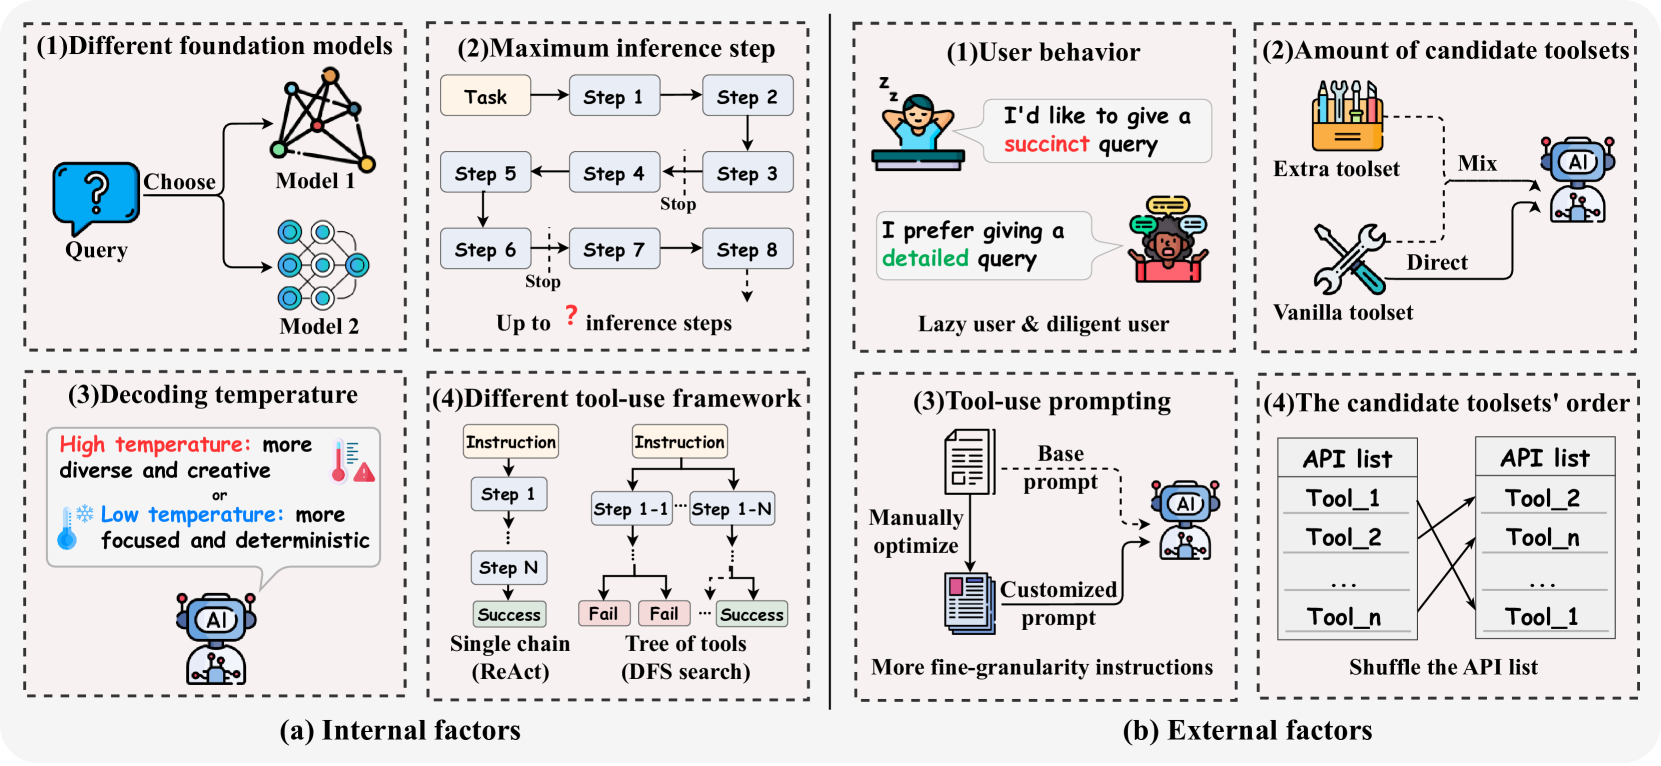 (1)Different foundation models
Choose
Query
Model 1
Model 2
(2)Maximum inference step
Task
Step 1
Step 2
Step 5
Step 4
Step 3
Stop
Step 6
Step 7
Step 8
Stop
Up to ? inference steps
(3)Decoding temperature
High temperature: more
diverse and creative
or
Low temperature: more
focused and deterministic
AI
(4)Different tool-use framework
Instruction
Step 1
Step N
Success
Single chain
(ReAct)
Instruction
Step 1-1
...
Step 1-N
Fail
Fail
...
Success
Tree of tools
(DFS search)
(a) Internal factors
(1)User behavior
z
z
I'd like to give a
succinct query
I prefer giving a
detailed query
Lazy user & diligent user
(2)Amount of candidate toolsets
Extra toolset
Mix
AI
Direct
Vanilla toolset
(3)Tool-use prompting
Base
prompt
Manually
optimize
AI
Customized
prompt
More fine-granularity instructions
(4)The candidate toolsets' order
API list
Tool_1
Tool_2
...
Tool_n
API list
Tool_2
Tool_n
...
Tool_1
Shuffle the API list
(b) External factors